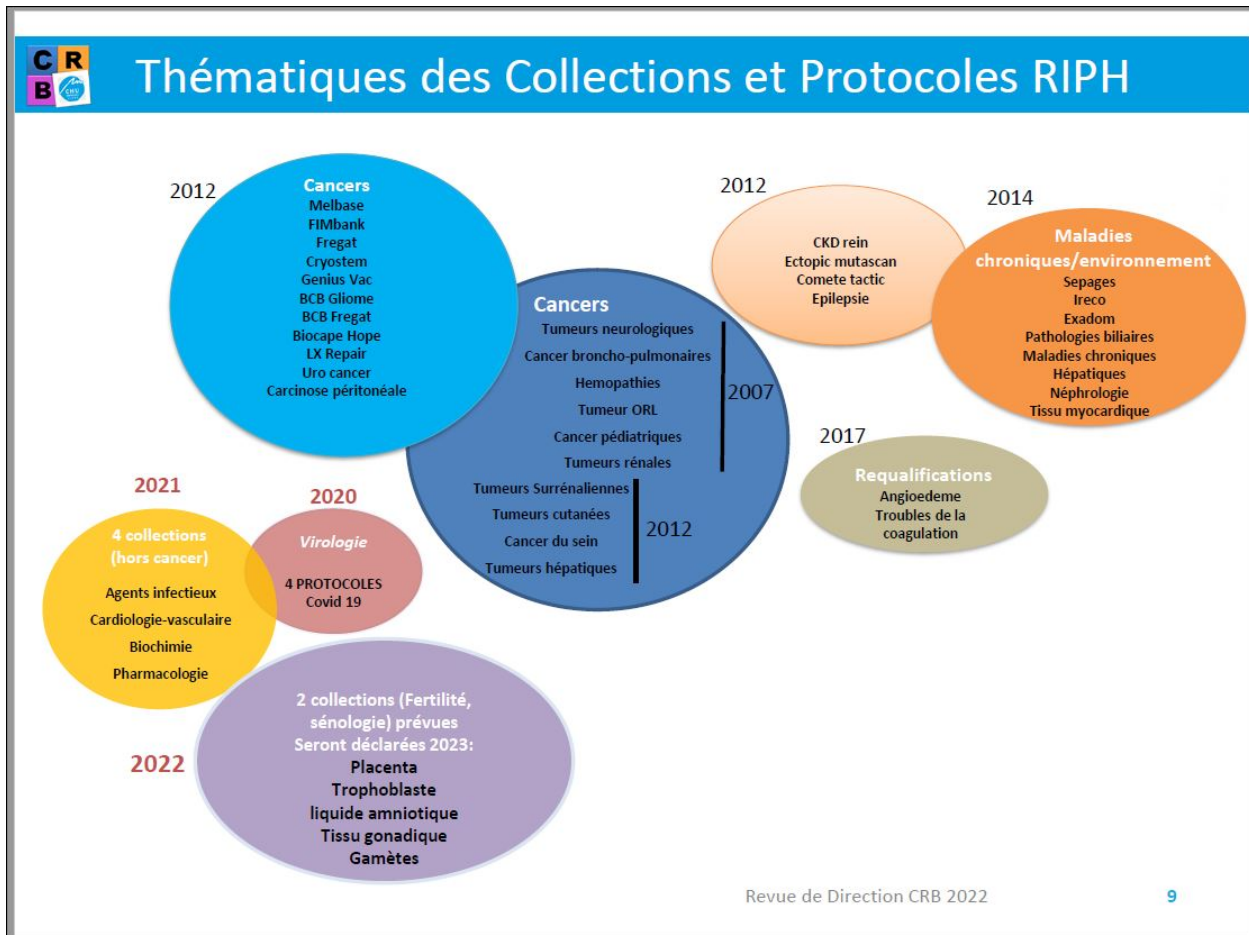 C R
B CHU
Thématiques des Collections et Protocoles RIPH
2012
Cancers
Melbase
FIMbank
Fregat
Cryostem
Genius Vac
BCB Gliome
BCB Fregat
Biocape Hope
LX Repair
Uro cancer
Carcinose péritonéale
Cancers
Tumeurs neurologiques
Cancer broncho-pulmonaires
Hemopathies
Tumeur ORL
Cancer pédiatriques
Tumeurs rénales
2007
Tumeurs Surrénaliennes
Tumeurs cutanées
Cancer du sein
Tumeurs hépatiques
2012
2012
CKD rein
Ectopic mutascan
Comete tactic
Epilepsie
2014
Maladies
chroniques/environnement
Sepages
Ireco
Exadom
Pathologies biliaires
Maladies chroniques
Hépatiques
Néphrologie
Tissu myocardique
2017
Requalifications
Angioedeme
Troubles de la
coagulation
2021
4 collections
(hors cancer)
Agents infectieux
Cardiologie-vasculaire
Biochimie
Pharmacologie
2020
Virologie
4 PROTOCOLES
Covid 19
2022
2 collections (Fertilité,
sénologie) prévues
Seront déclarées 2023:
Placenta
Trophoblaste
liquide amniotique
Tissu gonadique
Gamètes
Revue de Direction CRB 2022
9